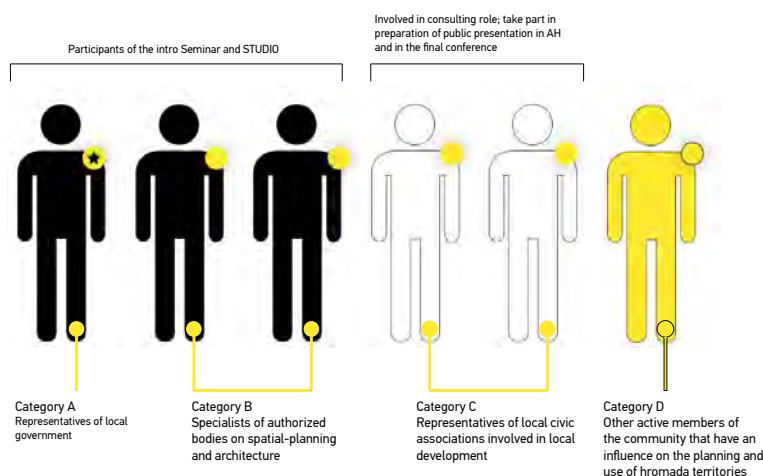 Participants of the intro Seminar and STUDIO
Involved in consulting role; take part in
preparation of public presentation in AH
and in the final conference
Category A
Representatives of local
government
Category B
Specialists of authorized
bodies on spatial-planning
and architecture
Category C
Representatives of local civic
associations involved in local
development
Category D
Other active members of
the community that have an
influence on the planning and
use of hromada territories